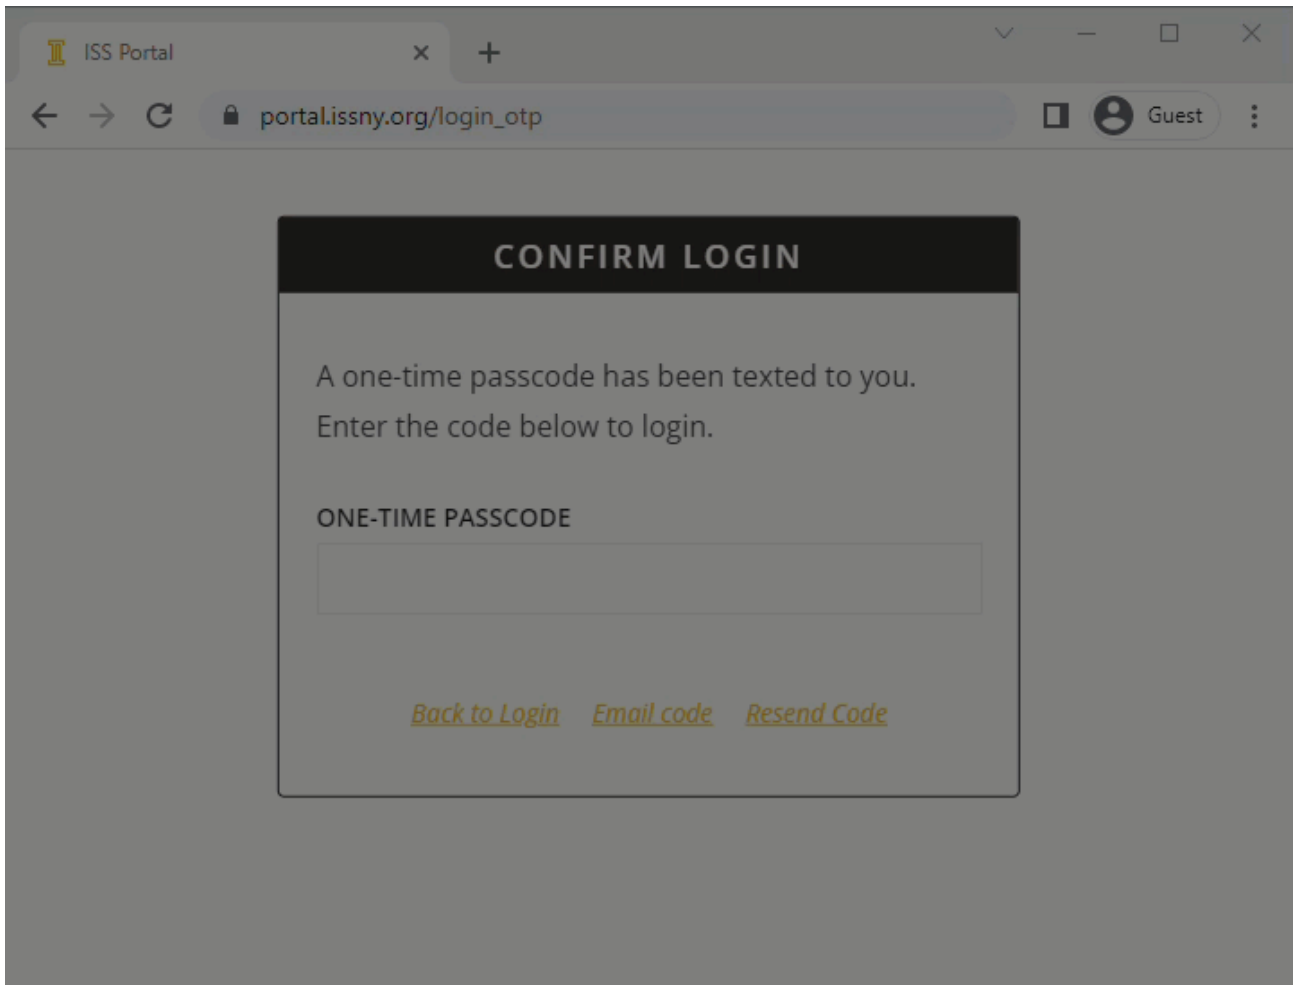 ISS Portal
portal.issny.org/login_otp
Guest
CONFIRM LOGIN
A one-time passcode has been texted to you.
Enter the code below to login.
ONE-TIME PASSCODE
Back to Login Email code Resend Code